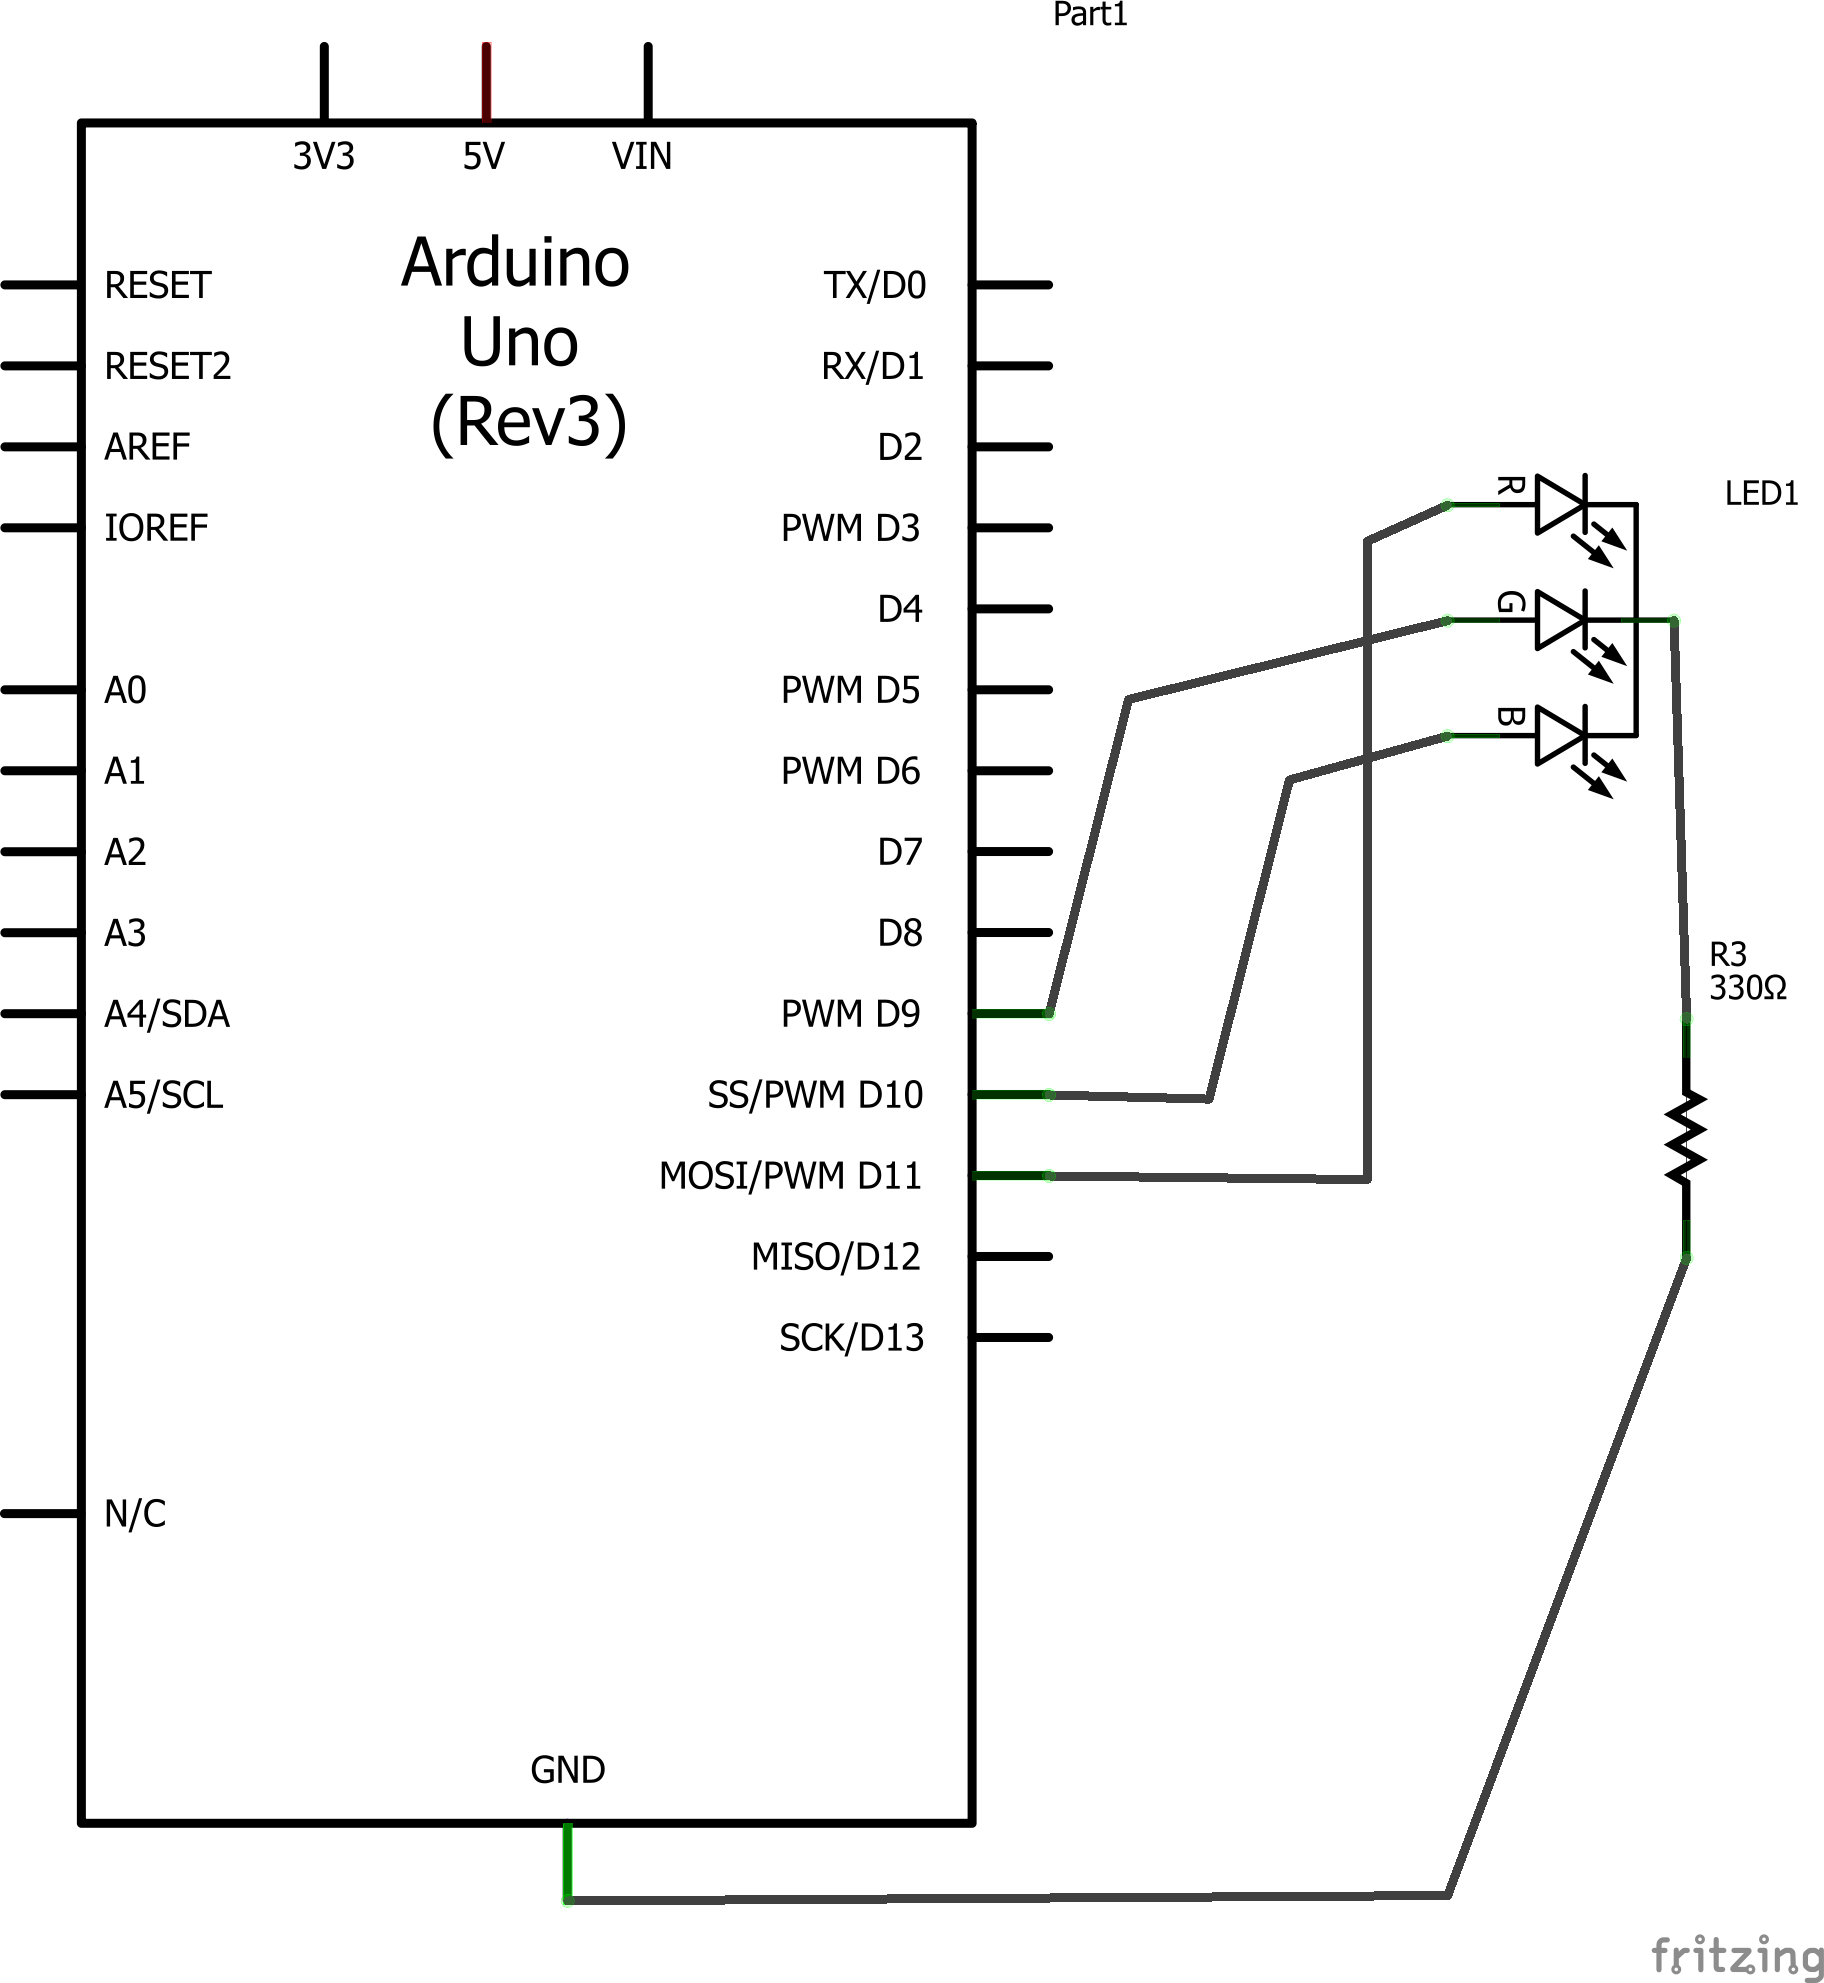 Part1
3V3
5V
VIN
Arduino
Uno
(Rev3)
RESET
RESET2
AREF
IOREF
A0
A1
A2
A3
A4/SDA
A5/SCL
N/C
TX/D0
RX/D1
D2
PWM D3
D4
PWM D5
PWM D6
D7
D8
PWM D9
SS/PWM D10
MOSI/PWM D11
MISO/D12
SCK/D13
GND
R
G
B
LED1
R3
330Ω
fritzing